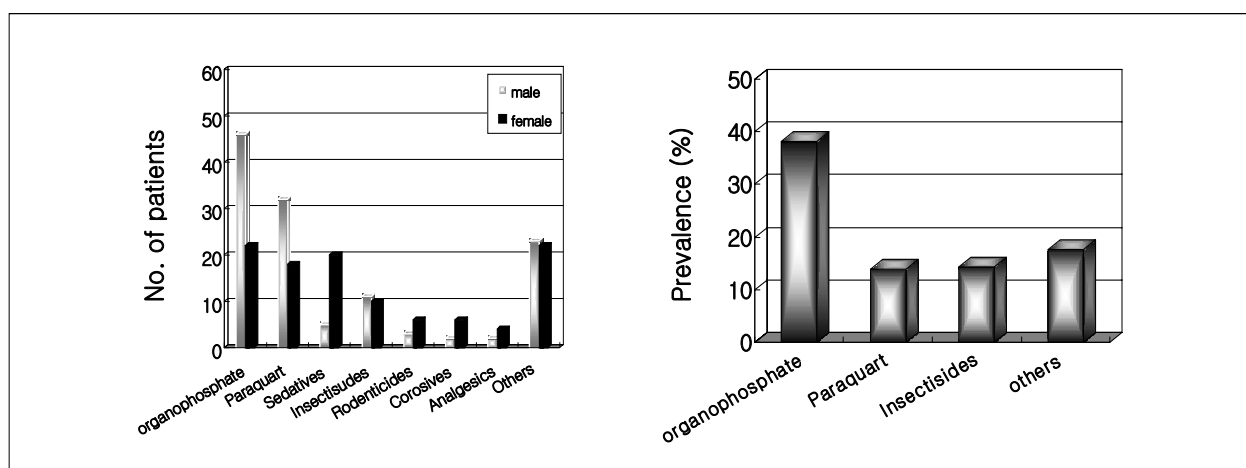 No. of patients
60
50
40
30
20
10
0
male
female
organophosphate
Paraquart
Sedatives
Insectisudes
Rodenticides
Corosives
Analgesics
Others
Prevalence (%)
50
40
30
20
10
0
organophosphate
Paraquart
Insectisides
others